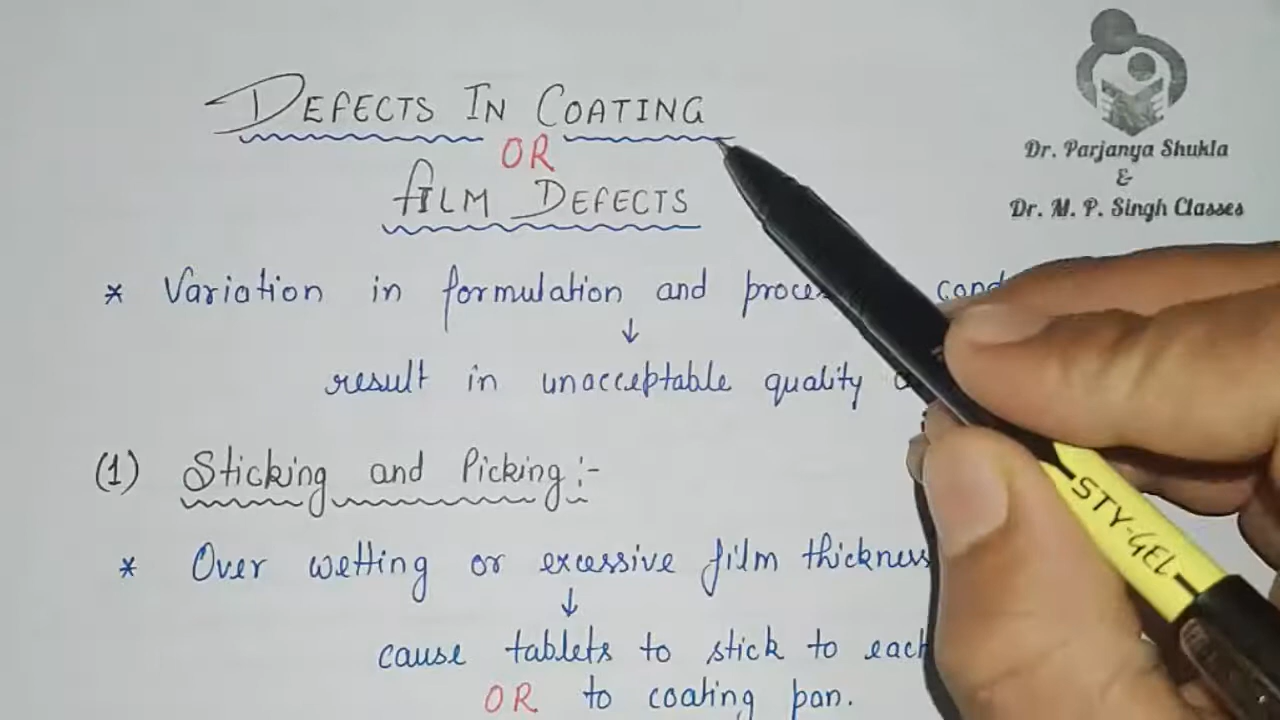 DEFECTS IN COATING
OR
FILM DEFECTS
* Variation in formulation and
result in unacceptable quality
(1) Sticking and Picking :-
* Over wetting or excessive film thickness
cause tablets to stick to each
OR to coating pan.
Dr. Parjanya Shukla
&
Dr. M. P. Singh Classes
STY-GEL